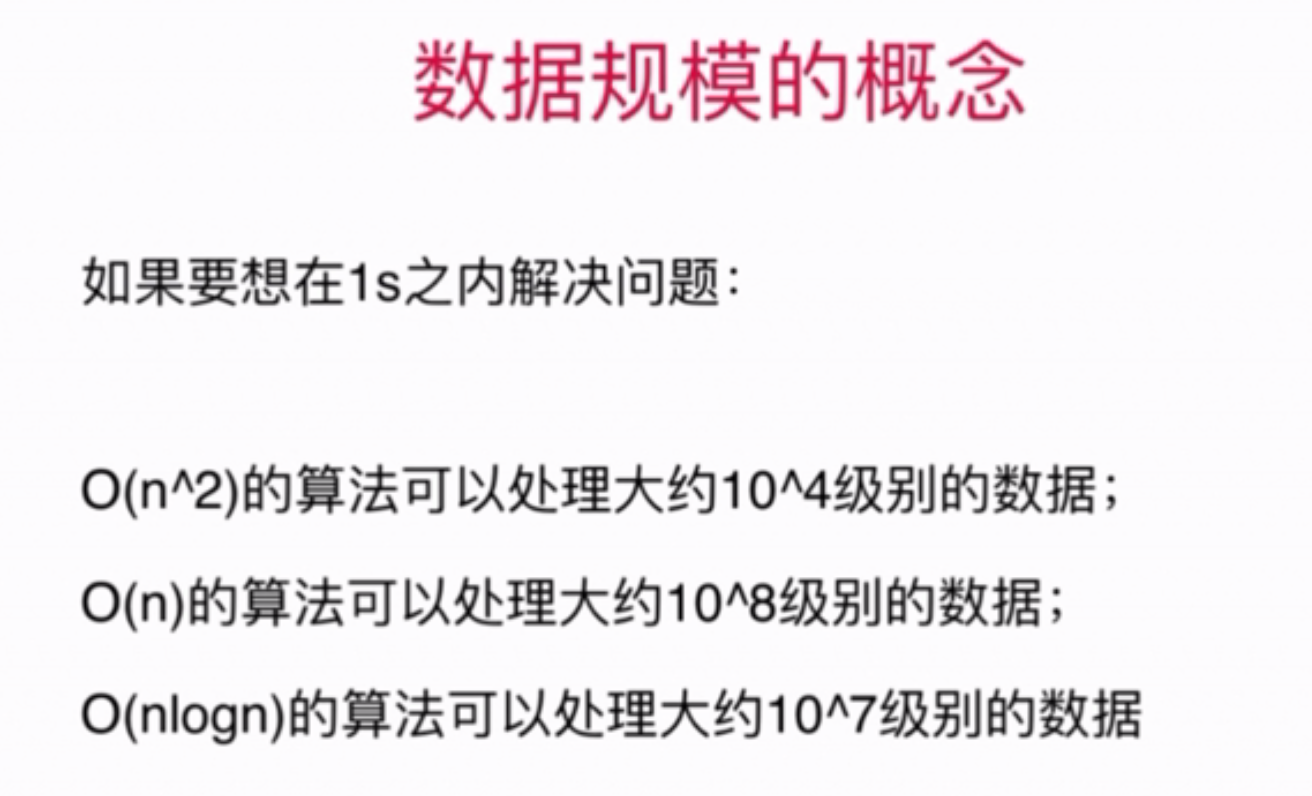 数据规模的概念
如果要想在1s之内解决问题：
O(n^2)的算法可以处理大约10^4级别的数据；
O(n)的算法可以处理大约10^8级别的数据；
O(nlogn)的算法可以处理大约10^7级别的数据